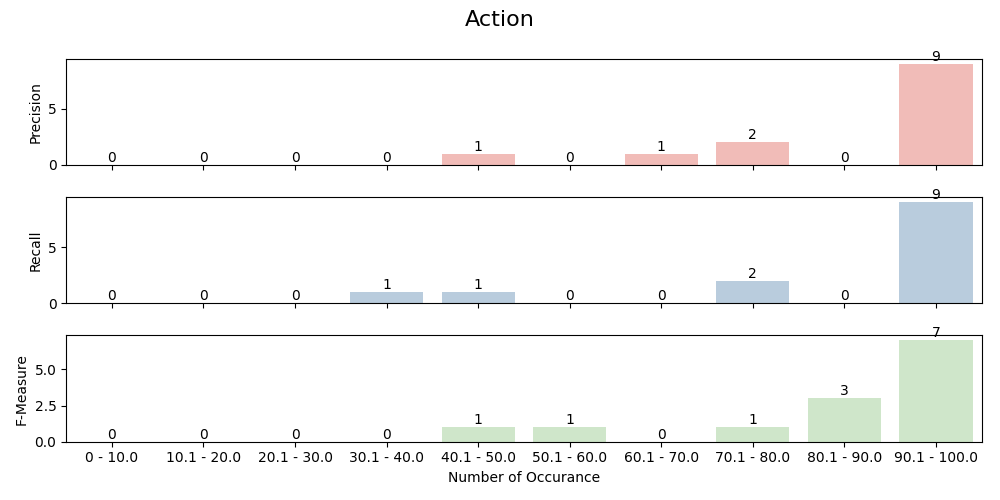 Action
Precision
5
0
0 0 0 0 1 0 1 2 0 9
Recall
5
0
0 0 0 1 1 0 0 2 0 9
F-Measure
5.0
2.5
0.0
0 0 0 0 1 1 0 1 3 7
0 - 10.0 10.1 - 20.0 20.1 - 30.0 30.1 - 40.0 40.1 - 50.0 50.1 - 60.0 60.1 - 70.0 70.1 - 80.0 80.1 - 90.0 90.1 - 100.0
Number of Occurance